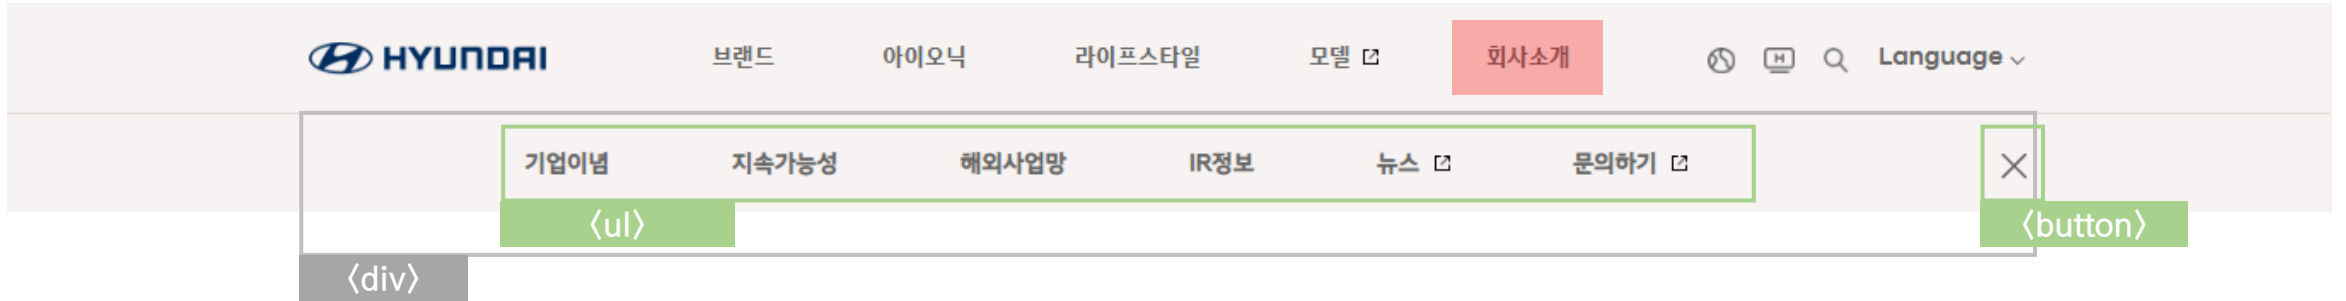 HYUNDAI 브랜드 아이오닉 라이프스타일 모델 회사소개 H Language
기업이념 지속가능성 해외사업망 IR정보 뉴스 문의하기
〈ul〉 〈button〉
〈div〉